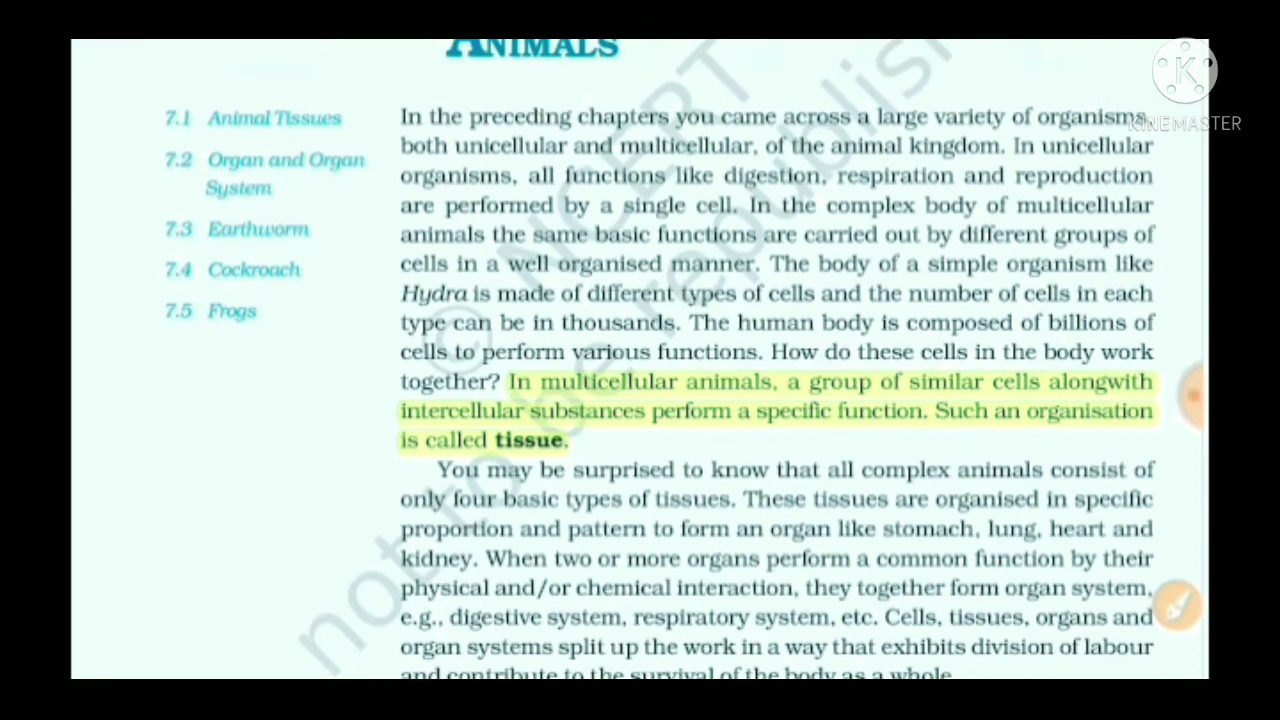 ANIMALS
7.1 Animal Tissues
7.2 Organ and Organ
System
7.3 Earthworm
7.4 Cockroach
7.5 Frogs
In the preceding chapters you came across a large variety of organisms,
both unicellular and multicellular, of the animal kingdom. In unicellular
organisms, all functions like digestion, respiration and reproduction
are performed by a single cell. In the complex body of multicellular
animals the same basic functions are carried out by different groups of
cells in a well organised manner. The body of a simple organism like
Hydra is made of different types of cells and the number of cells in each
type can be in thousands. The human body is composed of billions of
cells to perform various functions. How do these cells in the body work
together? In multicellular animals, a group of similar cells alongwith
intercellular substances perform a specific function. Such an organisation
is called tissue.
You may be surprised to know that all complex animals consist of
only four basic types of tissues. These tissues are organised in specific
proportion and pattern to form an organ like stomach, lung, heart and
kidney. When two or more organs perform a common function by their
physical and/or chemical interaction, they together form organ system,
e.g., digestive system, respiratory system, etc. Cells, tissues, organs and
organ systems split up the work in a way that exhibits division of labour
and contribute to the survival of the body as a whole.
© NCERT
not to be republish
K
KINEMASTER